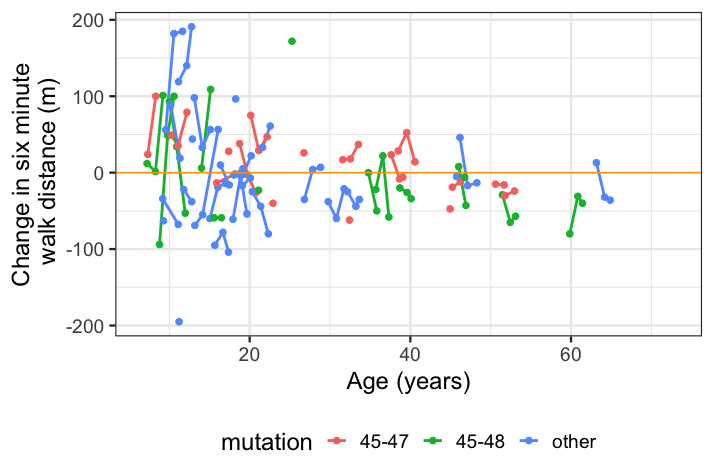 Change in six minute
walk distance (m)
200
100
0
-100
-200
20
40
60
Age (years)
mutation
45-47
45-48
other